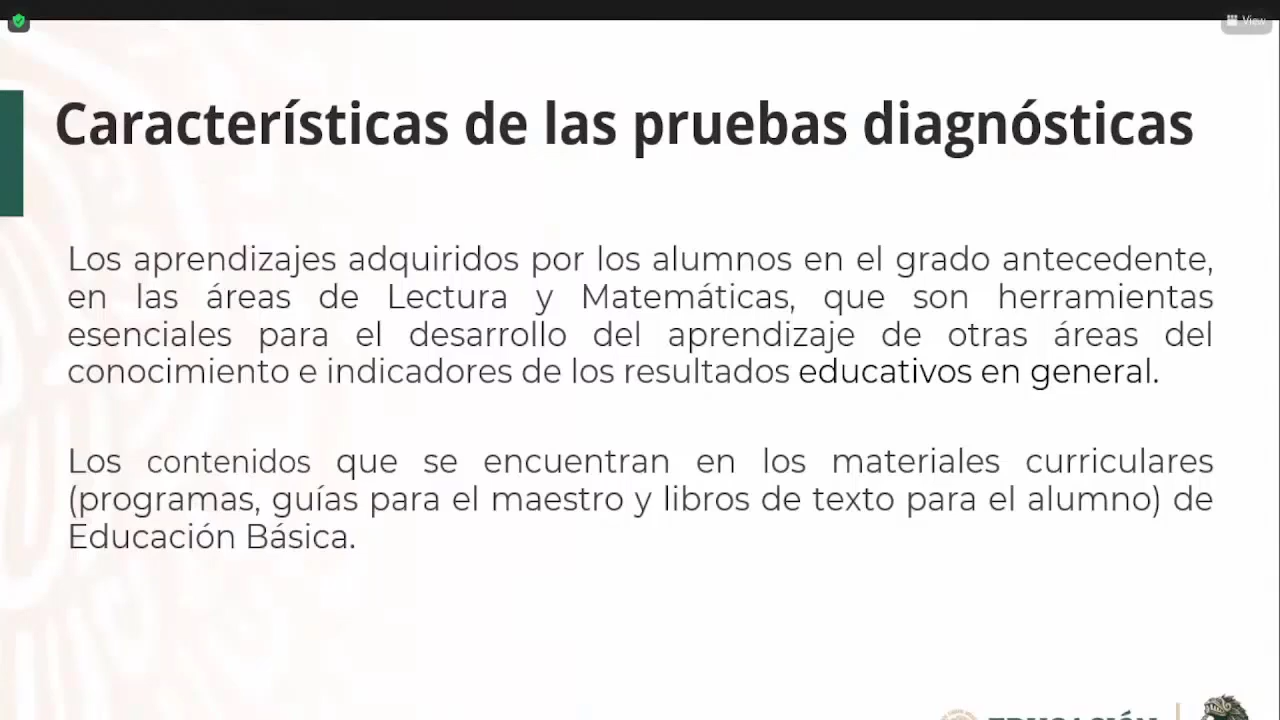 View
Características de las pruebas diagnósticas
Los aprendizajes adquiridos por los alumnos en el grado antecedente,
en las áreas de Lectura y Matemáticas, que son herramientas
esenciales para el desarrollo del aprendizaje de otras áreas del
conocimiento e indicadores de los resultados educativos en general.
Los contenidos que se encuentran en los materiales curriculares
(programas, guías para el maestro y libros de texto para el alumno) de
Educación Básica.